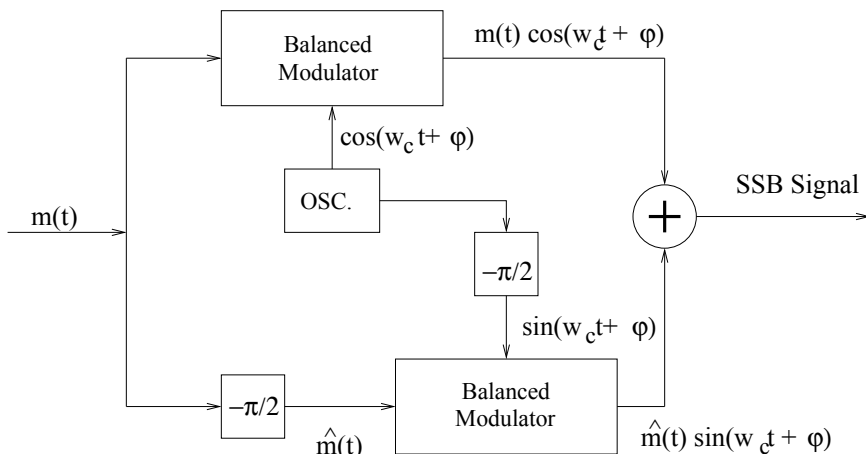 Balanced
Modulator
m(t) cos(w_c t + φ)
cos(w_c t+ φ)
OSC.
SSB Signal
m(t)
+
−π/2
sin(w_c t+ φ)
−π/2
Balanced
Modulator
m̂(t)
m̂(t) sin(w_c t + φ)